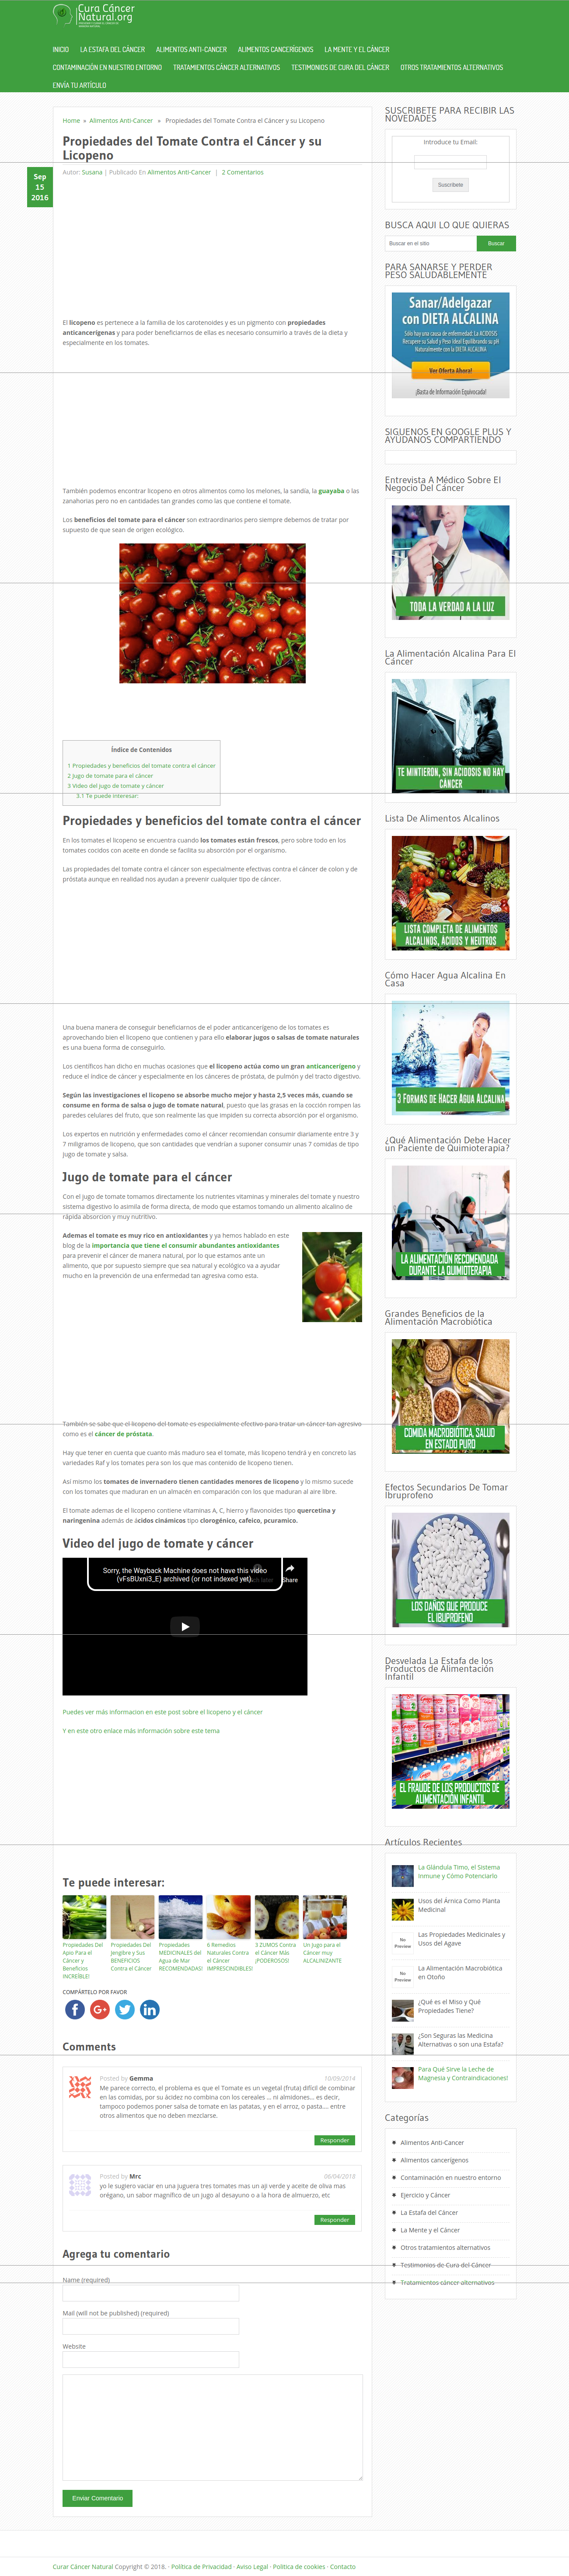 Cura Cáncer
Natural.org
INICIO
LA ESTAFA DEL CÁNCER
ALIMENTOS ANTI-CANCER
ALIMENTOS CANCERÍGENOS
LA MENTE Y EL CÁNCER
CONTAMINACIÓN EN NUESTRO ENTORNO
TRATAMIENTOS CÁNCER ALTERNATIVOS
TESTIMONIOS DE CURA DEL CÁNCER
OTROS TRATAMIENTOS ALTERNATIVOS
ENVÍA TU ARTÍCULO
Home » Alimentos Anti-Cancer » Propiedades del Tomate Contra el Cáncer y su Licopeno
Propiedades del Tomate Contra el Cáncer y su
Licopeno
Sep
15
2016
Autor: Susana | Publicado En Alimentos Anti-Cancer | 2 Comentarios
El licopeno es pertenece a la familia de los carotenoides y es un pigmento con propiedades
anticancerígenas y para poder beneficiarnos de ellas es necesario consumirlo a través de la dieta y
especialmente en los tomates.
También podemos encontrar licopeno en otros alimentos como los melones, la sandía, la guayaba o las
zanahorias pero no en cantidades tan grandes como las que contiene el tomate.
Los beneficios del tomate para el cáncer son extraordinarios pero siempre debemos de tratar por
supuesto de que sean de origen ecológico.
Índice de Contenidos
1 Propiedades y beneficios del tomate contra el cáncer
2 Jugo de tomate para el cáncer
3 Video del jugo de tomate y cáncer
3.1 Te puede interesar:
Propiedades y beneficios del tomate contra el cáncer
En los tomates el licopeno se encuentra cuando los tomates están frescos, pero sobre todo en los
tomates cocidos con aceite en donde se facilita su absorción por el organismo.
Las propiedades del tomate contra el cáncer son especialmente efectivas contra el cáncer de colon y de
próstata aunque en realidad nos ayudan a prevenir cualquier tipo de cáncer.
Una buena manera de conseguir beneficiarnos de el poder anticancerígeno de los tomates es
aprovechando bien el licopeno que contienen y para ello elaborar jugos o salsas de tomate naturales
es una buena forma de conseguirlo.
Los científicos han dicho en muchas ocasiones que el licopeno actúa como un gran anticancerígeno y
reduce el índice de cáncer y especialmente en los cánceres de próstata, de pulmón y del tracto digestivo.
Según las investigaciones el licopeno se absorbe mucho mejor y hasta 2,5 veces más, cuando se
consume en forma de salsa o jugo de tomate natural, puesto que las grasas en la cocción rompen las
paredes celulares del fruto, que son realmente las que impiden su correcta absorción por el organismo.
Los expertos en nutrición y enfermedades como el cáncer recomiendan consumir diariamente entre 3 y
7 miligramos de licopeno, que son cantidades que vendrían a suponer consumir unas 7 comidas de tipo
jugo de tomate y salsa.
Jugo de tomate para el cáncer
Con el jugo de tomate tomamos directamente los nutrientes vitaminas y minerales del tomate y nuestro
sistema digestivo lo asimila de forma directa, de modo que estamos tomando un alimento alcalino de
rápida absorcion y muy nutritivo.
Ademas el tomate es muy rico en antioxidantes y ya hemos hablado en este
blog de la importancia que tiene el consumir abundantes antioxidantes
para prevenir el cáncer de manera natural, por lo que estamos ante un
alimento, que por supuesto siempre que sea natural y ecológico va a ayudar
mucho en la prevención de una enfermedad tan agresiva como esta.
También se sabe que el licopeno del tomate es especialmente efectivo para tratar un cáncer tan agresivo
como es el cáncer de próstata.
Hay que tener en cuenta que cuanto más maduro sea el tomate, más licopeno tendrá y en concreto las
variedades Raf y los tomates pera son los que mas contenido de licopeno tienen.
Así mismo los tomates de invernadero tienen cantidades menores de licopeno y lo mismo sucede
con los tomates que maduran en un almacén en comparación con los que maduran al aire libre.
El tomate ademas de el licopeno contiene vitaminas A, C, hierro y flavonoides tipo quercetina y
naringenina además de ácidos cinámicos tipo clorogénico, cafeico, pcuramico.
Video del jugo de tomate y cáncer
Sorry, the Wayback Machine does not have this video
(vFsBUxni3_E) archived (or not indexed yet).
Share
Puedes ver más informacion en este post sobre el licopeno y el cáncer
Y en este otro enlace más información sobre este tema
Te puede interesar:
Propiedades Del
Apio Para el
Cáncer y
Beneficios
INCREÍBLE!
Propiedades Del
Jengibre y Sus
BENEFICIOS
Contra el Cáncer
Propiedades
MEDICINALES del
Agua de Mar
RECOMENDADAS!
6 Remedios
Naturales Contra
el Cáncer
IMPRESCINDIBLES!
3 ZUMOS Contra
el Cáncer Más
¡PODEROSOS!
Un Jugo para el
Cáncer muy
ALCALINIZANTE
COMPÁRTELO POR FAVOR
Comments
Posted by Gemma 10/09/2014
Me parece correcto, el problema es que el Tomate es un vegetal (fruta) difícil de combinar
en las comidas, por su ácidez no combina con los cereales ... ni almidones... es decir,
tampoco podemos poner salsa de tomate en las patatas, y en el arroz, o pasta.... entre
otros alimentos que no deben mezclarse.
Responder
Posted by Mrc 06/04/2018
yo le sugiero vaciar en una juguera tres tomates mas un aji verde y aceite de oliva mas
orégano, un sabor magnífico de un jugo al desayuno o a la hora de almuerzo, etc
Responder
Agrega tu comentario
Name (required)
Mail (will not be published) (required)
Website
Enviar Comentario
SUSCRIBETE PARA RECIBIR LAS
NOVEDADES
Introduce tu Email:
Suscríbete
BUSCA AQUI LO QUE QUIERAS
Buscar en el sitio
Buscar
PARA SANARSE Y PERDER
PESO SALUDABLEMENTE
Sanar/Adelgazar
con DIETA ALCALINA
Sólo hay una causa de enfermedad: La ACIDOSIS
Recupere su Salud y Peso Ideal Equilibrando su pH
Naturalmente con la DIETA ALCALINA
Ver Oferta Ahora!
¡Basta de Información Equivocada!
SIGUENOS EN GOOGLE PLUS Y
AYUDANOS COMPARTIENDO
Entrevista A Médico Sobre El
Negocio Del Cáncer
TODA LA VERDAD A LA LUZ
La Alimentación Alcalina Para El
Cáncer
TE MINTIERON, SIN ACIDOSIS NO HAY
CÁNCER
Lista De Alimentos Alcalinos
LISTA COMPLETA DE ALIMENTOS
ALCALINOS, ÁCIDOS Y NEUTROS
Cómo Hacer Agua Alcalina En
Casa
3 FORMAS DE HACER AGUA ALCALINA
¿Qué Alimentación Debe Hacer
un Paciente de Quimioterapia?
LA ALIMENTACIÓN RECOMENDADA
DURANTE LA QUIMIOTERAPIA
Grandes Beneficios de la
Alimentación Macrobiótica
COMIDA MACROBIÓTICA, SALUD
EN ESTADO PURO
Efectos Secundarios De Tomar
Ibruprofeno
LOS DAÑOS QUE PRODUCE
EL IBUPROFENO
Desvelada La Estafa de los
Productos de Alimentación
Infantil
EL FRAUDE DE LOS PRODUCTOS DE
ALIMENTACIÓN INFANTIL
Artículos Recientes
La Glándula Timo, el Sistema
Inmune y Cómo Potenciarlo
Usos del Árnica Como Planta
Medicinal
No
Preview
Las Propiedades Medicinales y
Usos del Agave
No
Preview
La Alimentación Macrobiótica
en Otoño
¿Qué es el Miso y Qué
Propiedades Tiene?
¿Son Seguras las Medicina
Alternativas o son una Estafa?
Para Qué Sirve la Leche de
Magnesia y Contraindicaciones!
Categorías
Alimentos Anti-Cancer
Alimentos cancerígenos
Contaminación en nuestro entorno
Ejercicio y Cáncer
La Estafa del Cáncer
La Mente y el Cáncer
Otros tratamientos alternativos
Testimonios de Cura del Cáncer
Tratamientos cáncer alternativos
Curar Cáncer Natural Copyright © 2018. · Política de Privacidad · Aviso Legal · Politica de cookies · Contacto